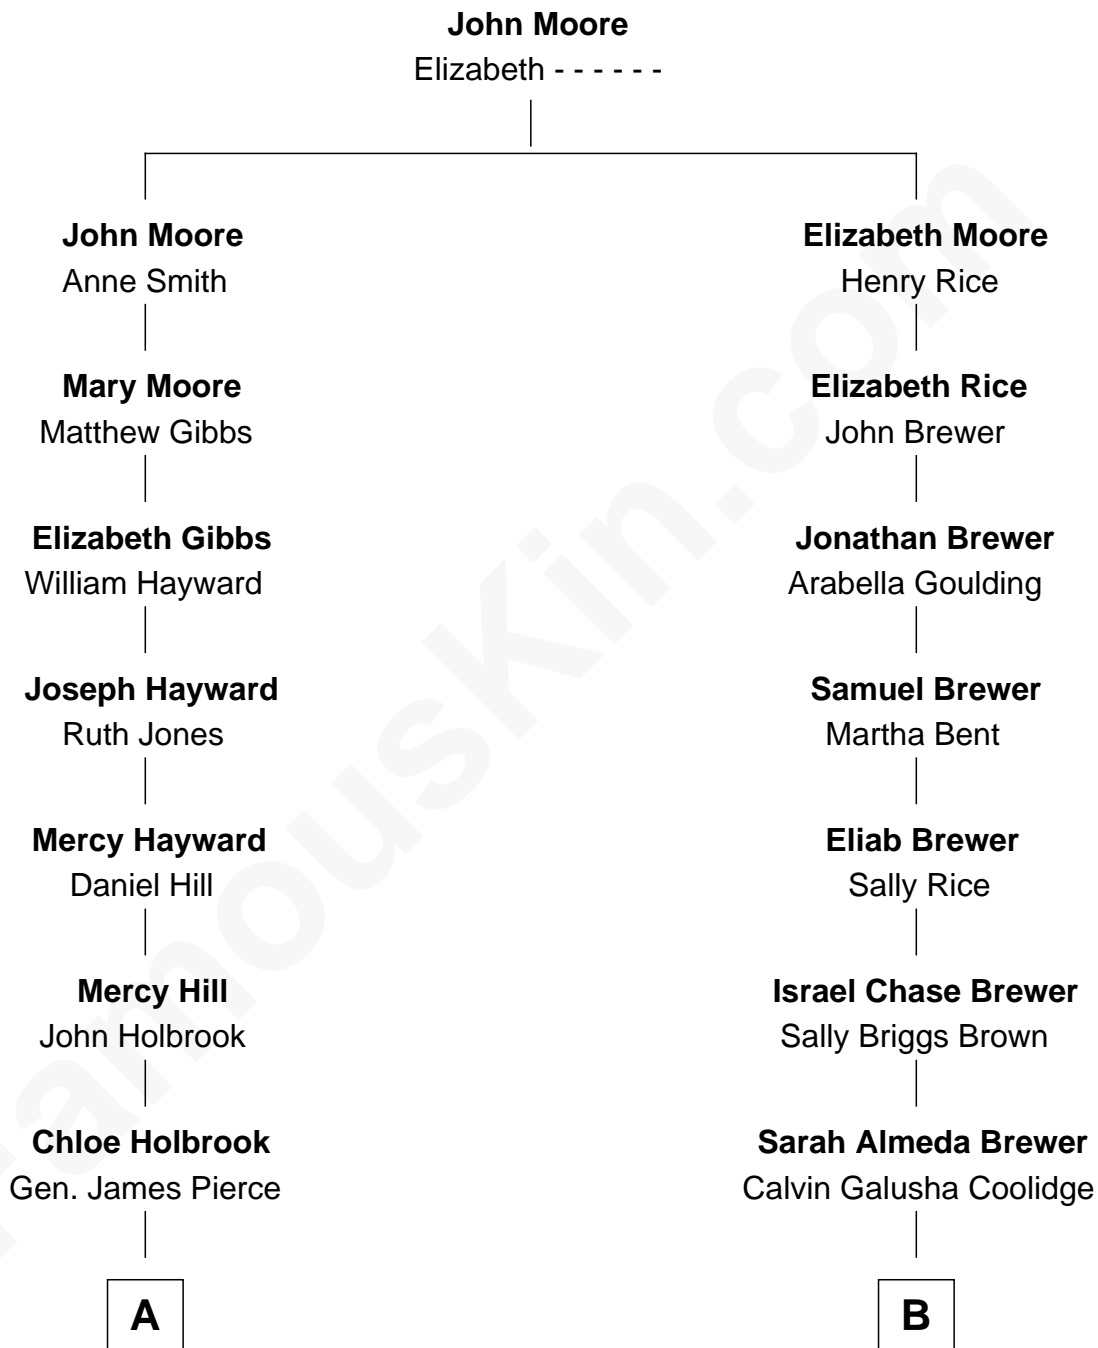 John Moore
Elizabeth - - - - - -
John Moore
Anne Smith
Elizabeth Moore
Henry Rice
Mary Moore
Matthew Gibbs
Elizabeth Rice
John Brewer
Elizabeth Gibbs
William Hayward
Jonathan Brewer
Arabella Goulding
Joseph Hayward
Ruth Jones
Samuel Brewer
Martha Bent
Mercy Hayward
Daniel Hill
Eliab Brewer
Sally Rice
Mercy Hill
John Holbrook
Israel Chase Brewer
Sally Briggs Brown
Chloe Holbrook
Gen. James Pierce
Sarah Almeda Brewer
Calvin Galusha Coolidge
A
B
FamousKin.com